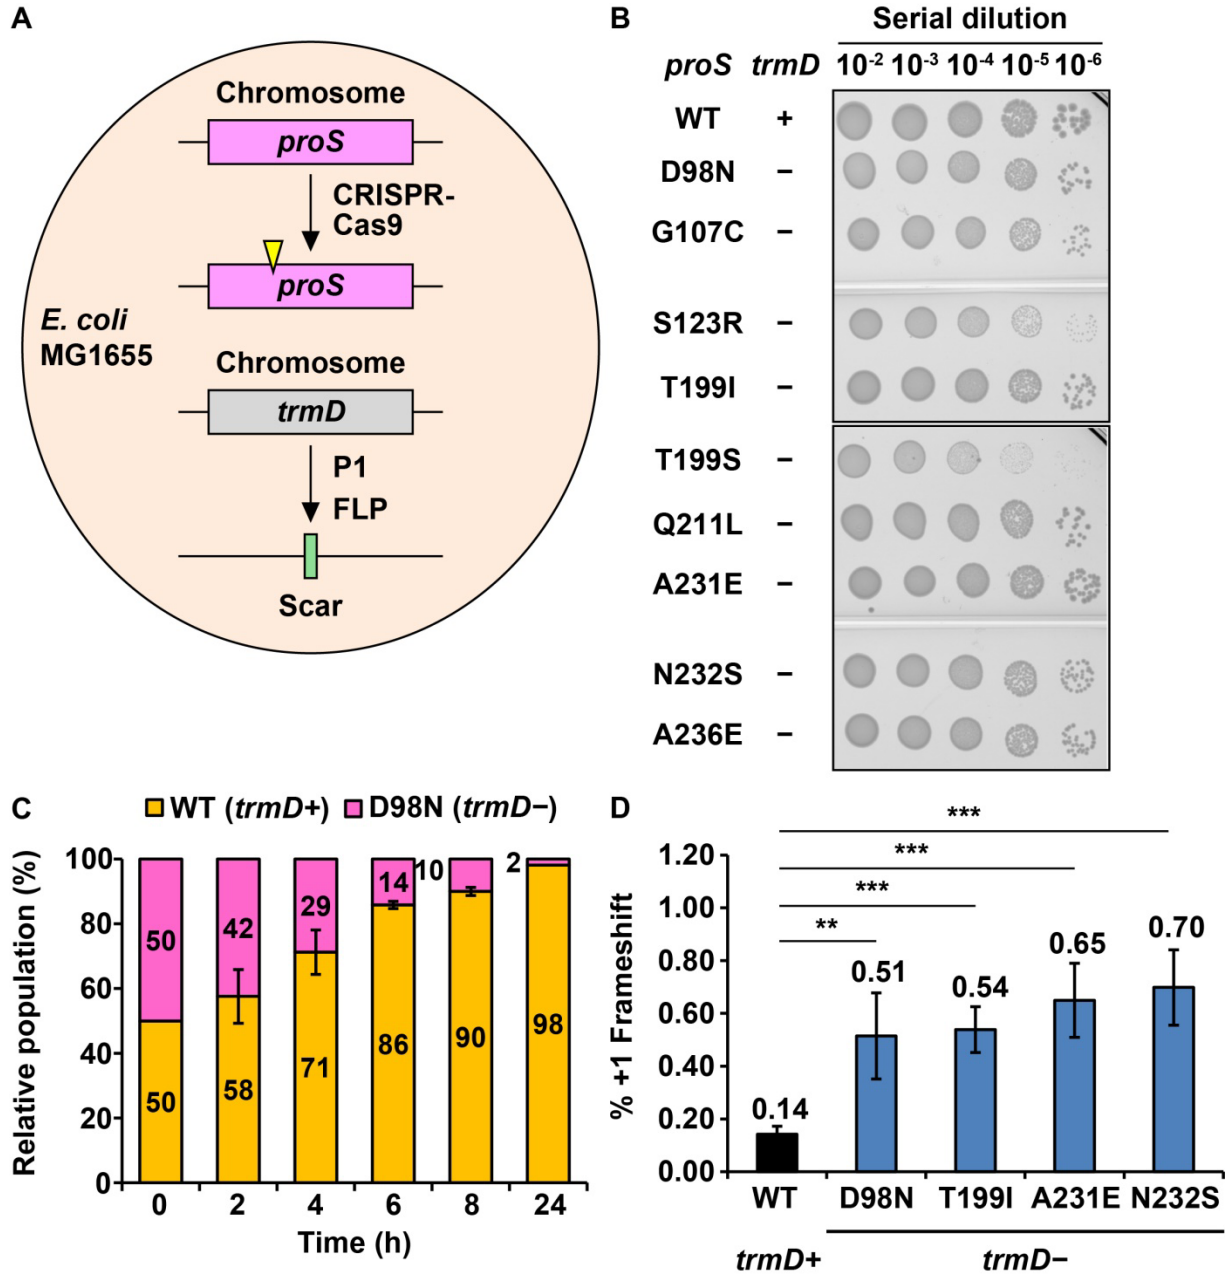 A
Chromosome
proS
CRISPR-
Cas9
proS
E. coli
MG1655
Chromosome
trmD
P1
FLP
Scar
B
Serial dilution
proS trmD 10-2 10-3 10-4 10-5 10-6
WT +
D98N −
G107C −
S123R −
T199I −
T199S −
Q211L −
A231E −
N232S −
A236E −
C
WT (trmD+) D98N (trmD−)
Relative population (%)
100
80
60
40
20
0
50 42 29 14 10 2
50 58 71 86 90 98
0 2 4 6 8 24
Time (h)
D
***
***
***
**
% +1 Frameshift
1.20
1.00
0.80
0.60
0.40
0.20
0.00
0.14 0.51 0.54 0.65 0.70
WT D98N T199I A231E N232S
trmD+ trmD−